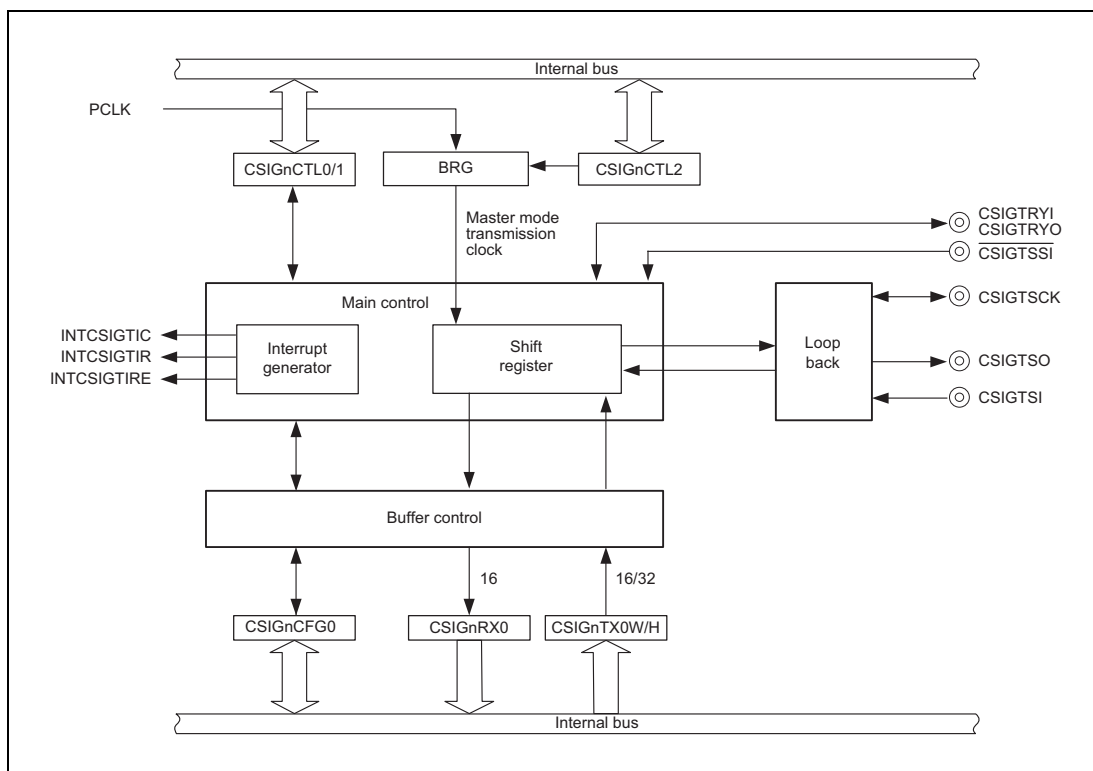 Internal bus
PCLK
CSIGnCTL0/1
BRG
CSIGnCTL2
Master mode
transmission
clock
CSIGTRYI
CSIGTRYO
CSIGTSSI
Main control
CSIGTSCK
INTCSIGTIC
INTCSIGTIR
INTCSIGTIRE
Interrupt
generator
Shift
register
Loop
back
CSIGTSO
CSIGTSI
Buffer control
16
16/32
CSIGnCFG0
CSIGnRX0
CSIGnTX0W/H
Internal bus